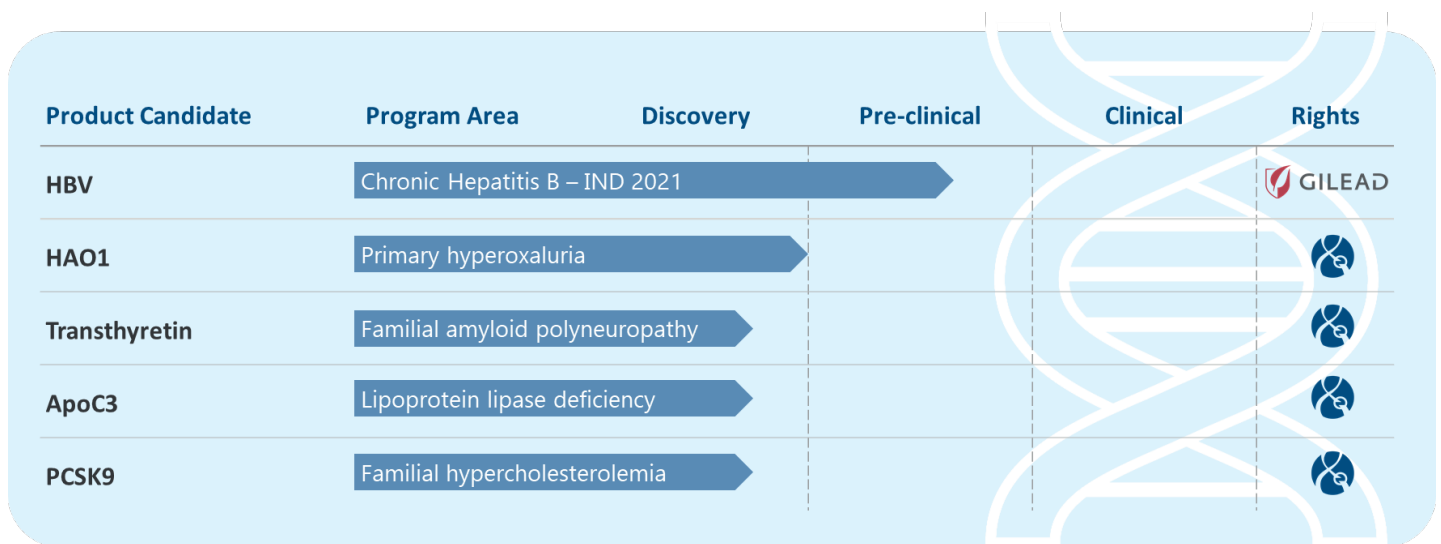 Product Candidate Program Area Discovery Pre-clinical Clinical Rights
HBV Chronic Hepatitis B – IND 2021 GILEAD
HAO1 Primary hyperoxaluria
Transthyretin Familial amyloid polyneuropathy
ApoC3 Lipoprotein lipase deficiency
PCSK9 Familial hypercholesterolemia